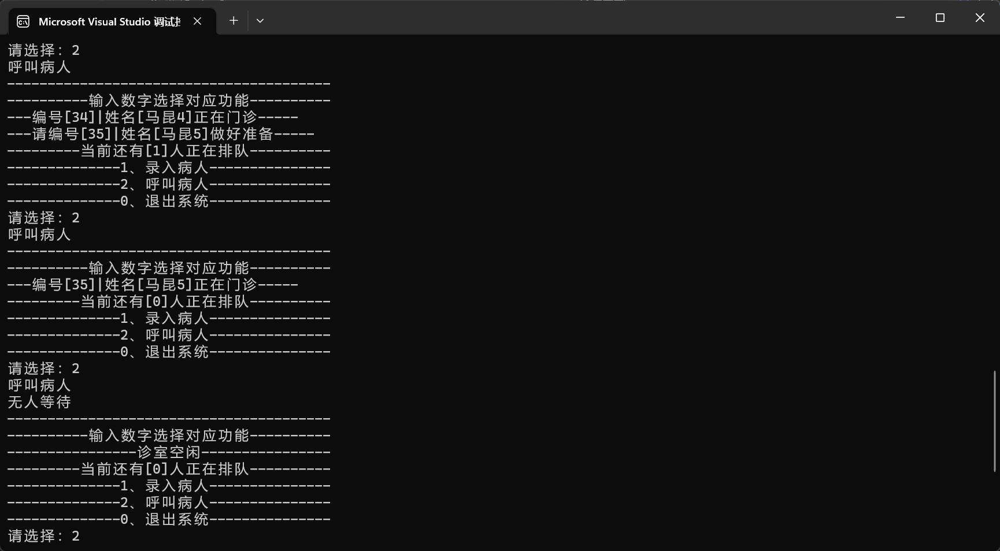 Microsoft Visual Studio 调试
请选择: 2
呼叫病人
----------------------------------------
----------输入数字选择对应功能----------
---编号[34]|姓名[马昆4]正在门诊-----
---请编号[35]|姓名[马昆5]做好准备-----
---------当前还有[1]人正在排队----------
--------------1、录入病人---------------
--------------2、呼叫病人---------------
--------------0、退出系统---------------
请选择: 2
呼叫病人
----------------------------------------
----------输入数字选择对应功能----------
---编号[35]|姓名[马昆5]正在门诊-----
---------当前还有[0]人正在排队----------
--------------1、录入病人---------------
--------------2、呼叫病人---------------
--------------0、退出系统---------------
请选择: 2
呼叫病人
无人等待
----------------------------------------
----------输入数字选择对应功能----------
----------------诊室空闲----------------
---------当前还有[0]人正在排队----------
--------------1、录入病人---------------
--------------2、呼叫病人---------------
--------------0、退出系统---------------
请选择: 2